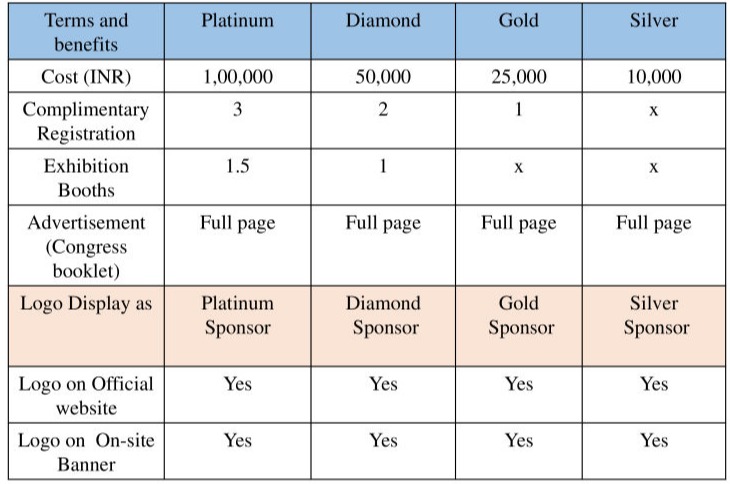 Terms and benefits Platinum Diamond Gold Silver
Cost (INR) 1,00,000 50,000 25,000 10,000
Complimentary Registration 3 2 1 x
Exhibition Booths 1.5 1 x x
Advertisement (Congress booklet) Full page Full page Full page Full page
Logo Display as Platinum Sponsor Diamond Sponsor Gold Sponsor Silver Sponsor
Logo on Official website Yes Yes Yes Yes
Logo on On-site Banner Yes Yes Yes Yes